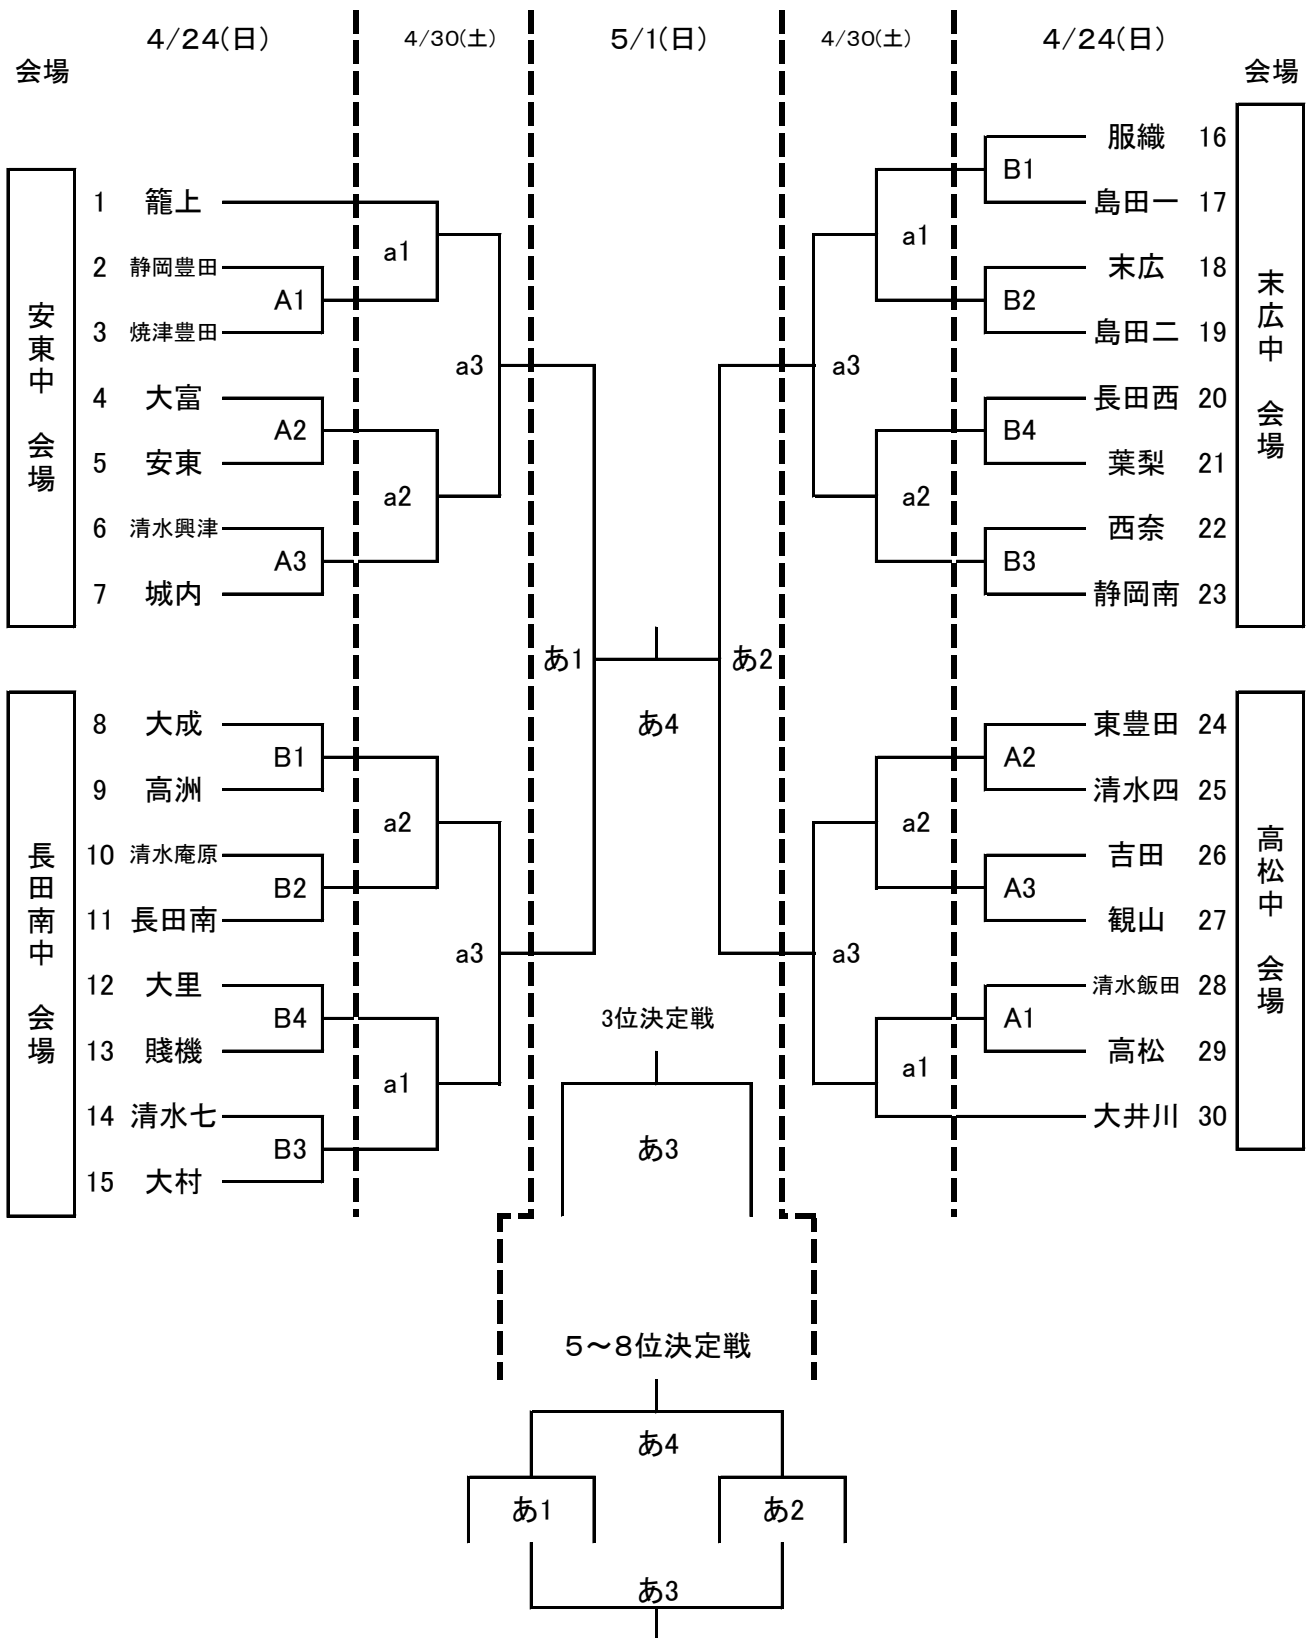 4/24(日)
4/30(土)
5/1(日)
4/30(土)
4/24(日)
会場
会場
安東中　会場
1 籠上
2 静岡豊田
3 焼津豊田
4 大富
5 安東
6 清水興津
7 城内
A1
A2
A3
a1
a2
a3
長田南中　会場
8 大成
9 高洲
10 清水庵原
11 長田南
12 大里
13 賤機
14 清水七
15 大村
B1
B2
B4
B3
a2
a1
a3
あ1
あ4
あ2
服織 16
島田一 17
末広 18
島田二 19
長田西 20
葉梨 21
西奈 22
静岡南 23
末広中　会場
B1
B2
B4
B3
a1
a2
a3
東豊田 24
清水四 25
吉田 26
観山 27
清水飯田 28
高松 29
大井川 30
高松中　会場
A2
A3
A1
a2
a1
a3
3位決定戦
あ3
5～8位決定戦
あ4
あ1
あ2
あ3